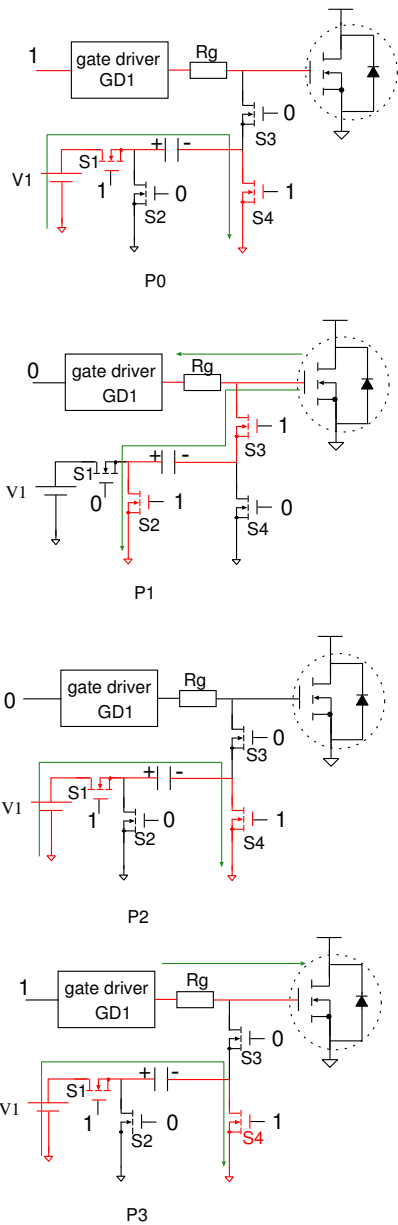 1
gate driver
GD1
Rg
S3
0
V1
S1
1
+ -
S2
0
S4
1
P0
0
gate driver
GD1
Rg
S3
1
V1
S1
0
+ -
S2
1
S4
0
P1
0
gate driver
GD1
Rg
S3
0
V1
S1
1
+ -
S2
0
S4
1
P2
1
gate driver
GD1
Rg
S3
0
V1
S1
1
+ -
S2
0
S4
1
P3